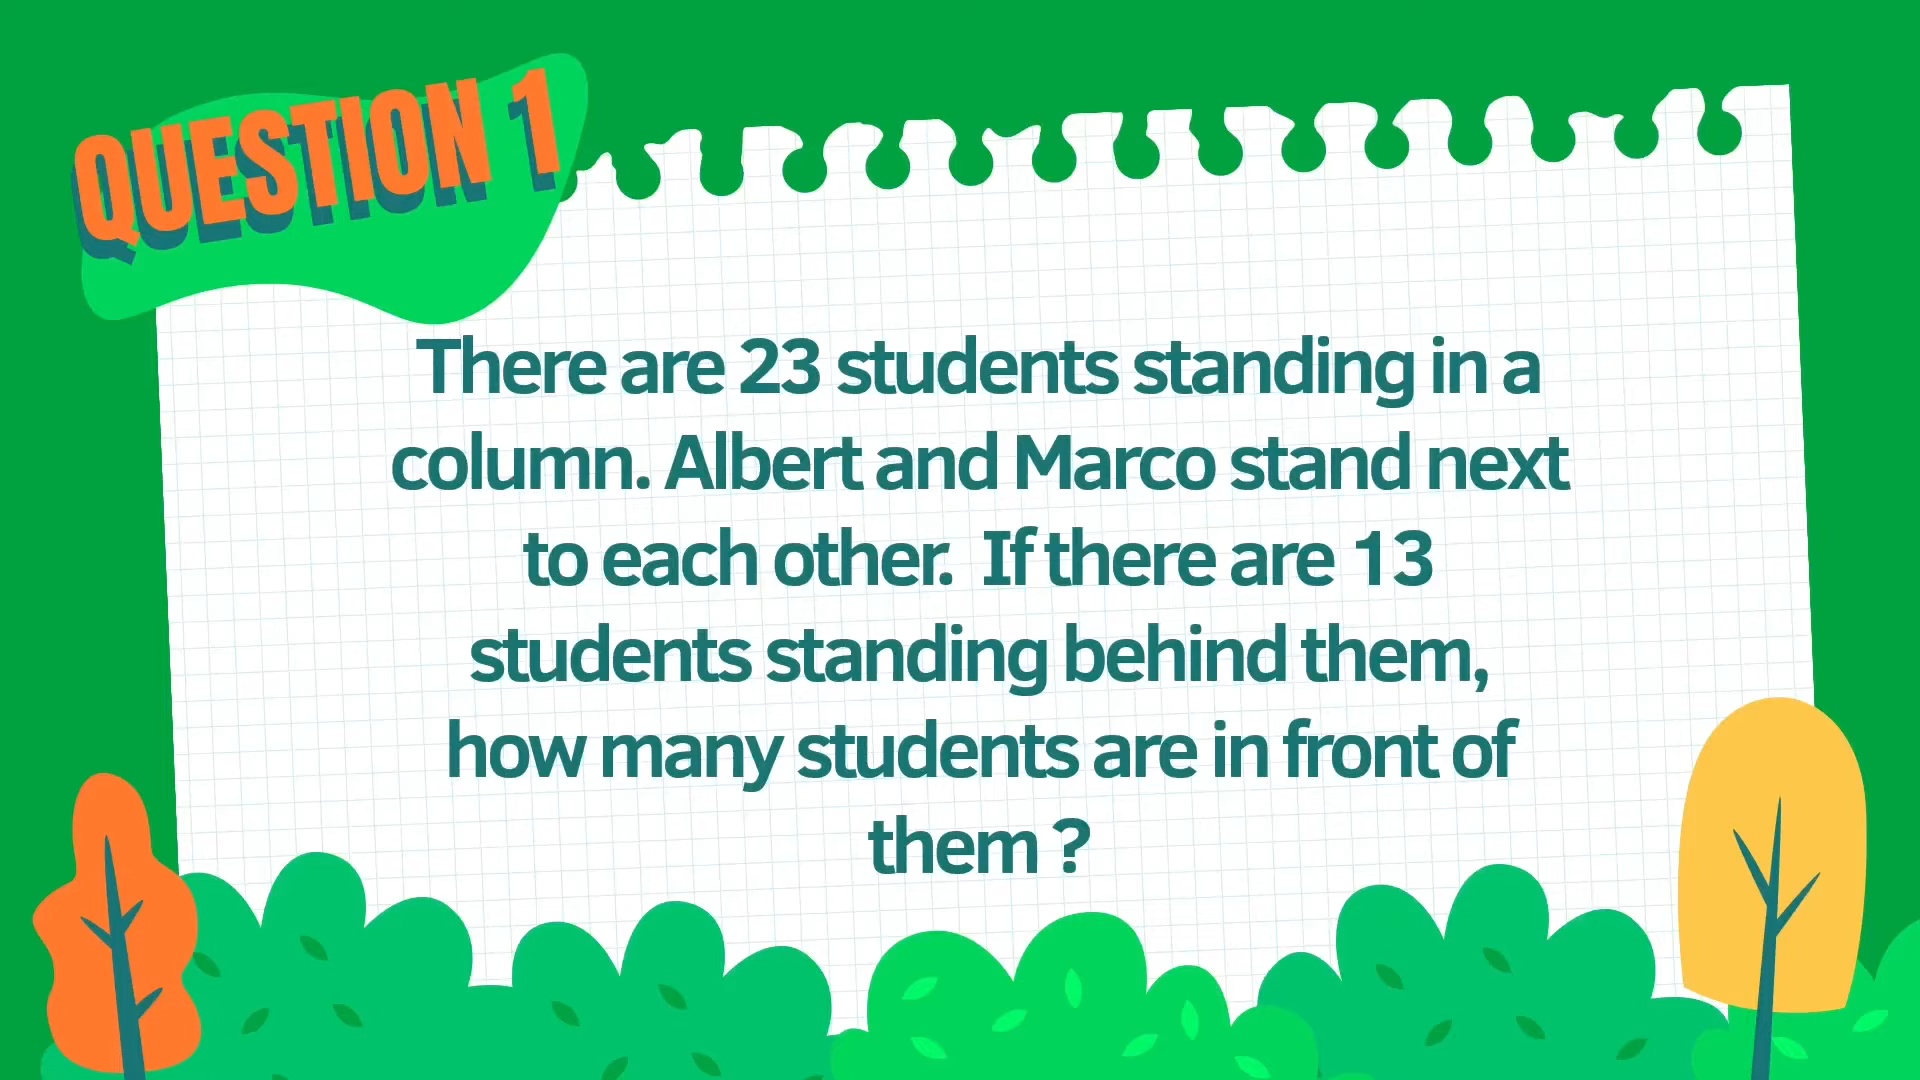 QUESTION 1
There are 23 students standing in a
column. Albert and Marco stand next
to each other.  If there are 13
students standing behind them,
how many students are in front of
them ?